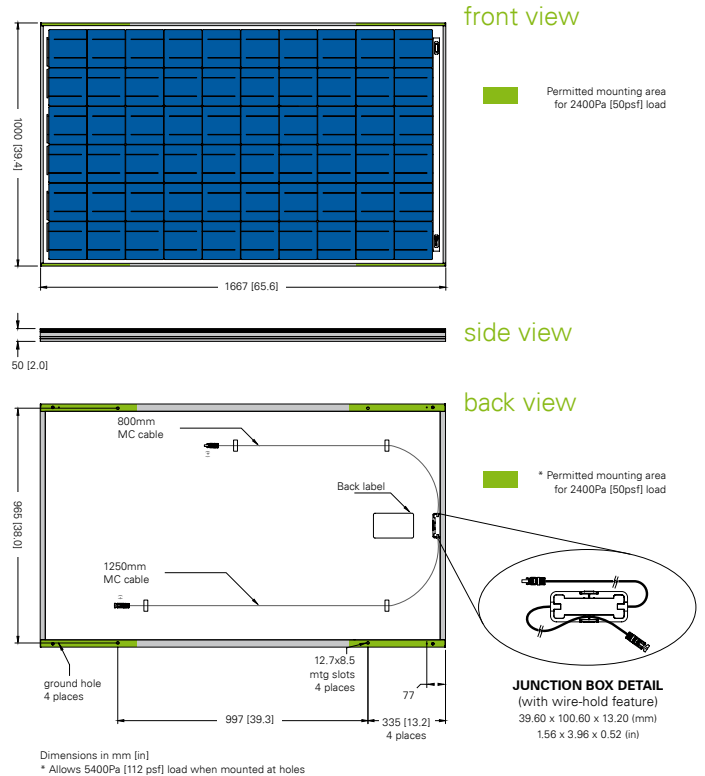 front view
Permitted mounting area
for 2400Pa [50psf] load
1000 [39.4]
1667 [65.6]
side view
50 [2.0]
back view
800mm
MC cable
* Permitted mounting area
for 2400Pa [50psf] load
Back label
965 [38.0]
1250mm
MC cable
ground hole
4 places
12.7x8.5
mtg slots
4 places
77
997 [39.3]
335 [13.2]
4 places
JUNCTION BOX DETAIL
(with wire-hold feature)
39.60 x 100.60 x 13.20 (mm)
1.56 x 3.96 x 0.52 (in)
Dimensions in mm [in]
* Allows 5400Pa [112 psf] load when mounted at holes